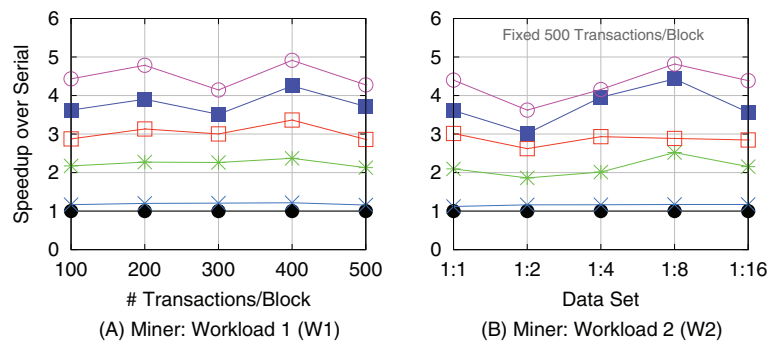 Speedup over Serial
6
5
4
3
2
1
0
100 200 300 400 500
# Transactions/Block
(A) Miner: Workload 1 (W1)
Fixed 500 Transactions/Block
6
5
4
3
2
1
0
1:1 1:2 1:4 1:8 1:16
Data Set
(B) Miner: Workload 2 (W2)